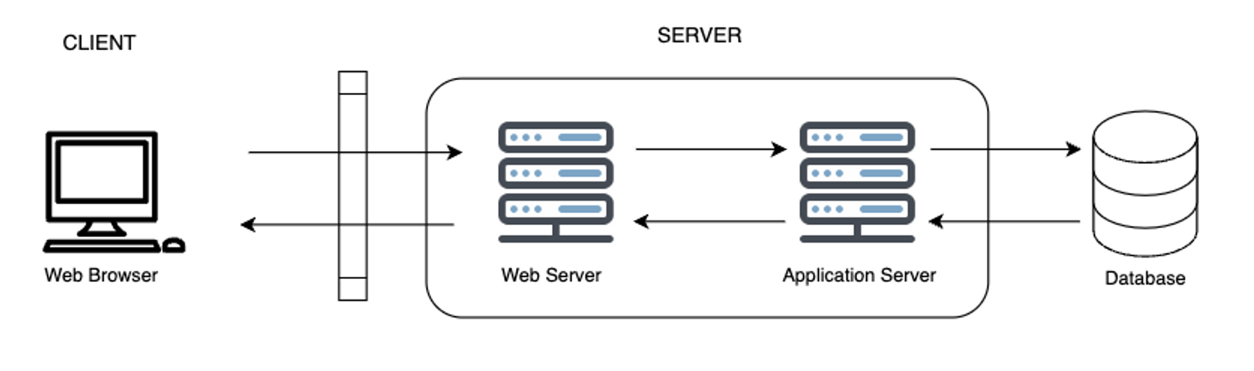 CLIENT
SERVER
Web Browser
Web Server
Application Server
Database